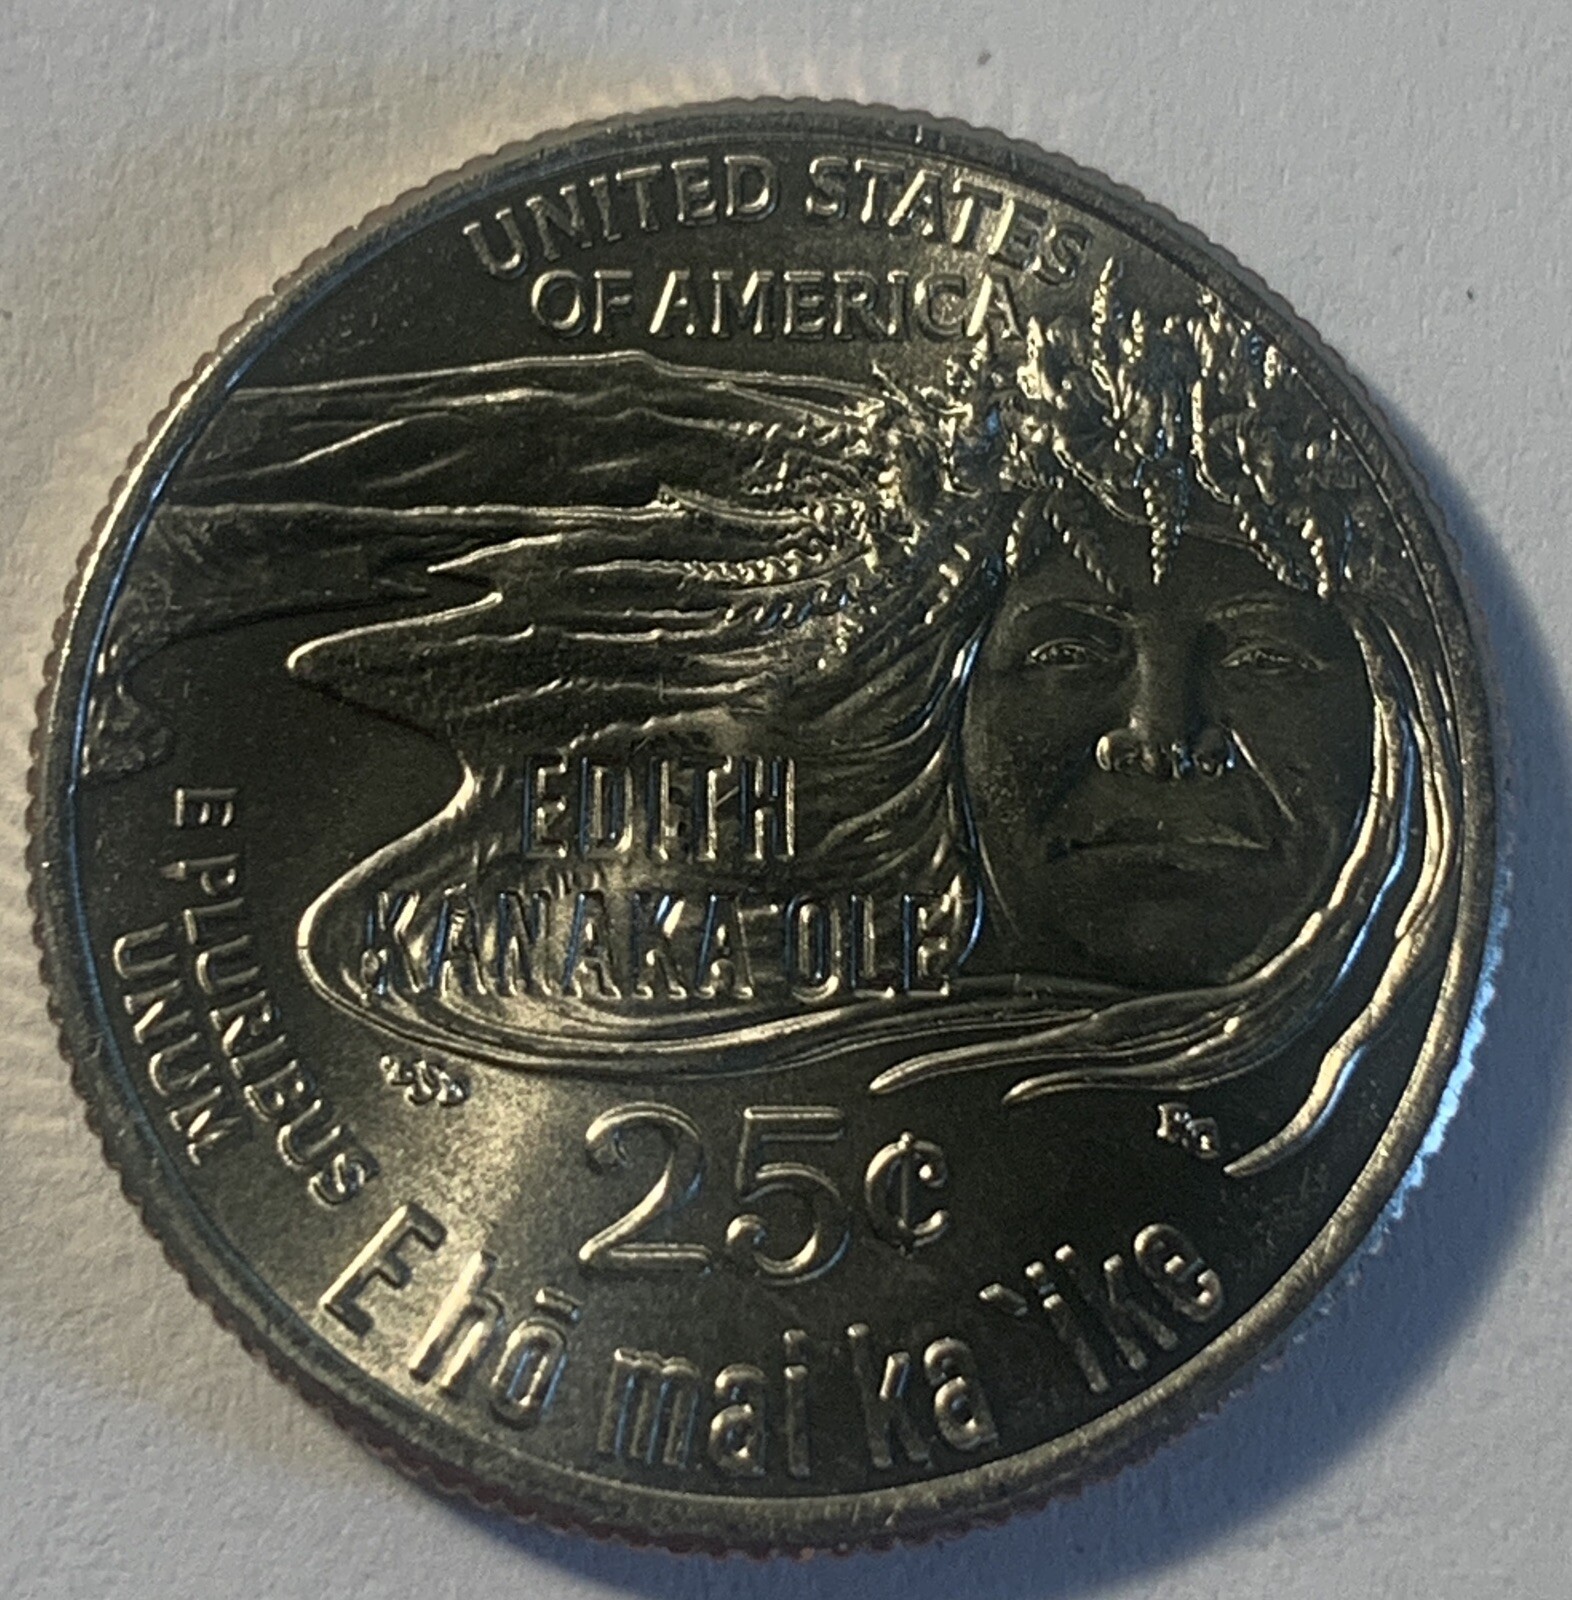 UNITED STATES
OF AMERICA
EDITH
KANAKAʻOLE
E PLURIBUS
UNUM
25¢
E hō mai ka ʻike